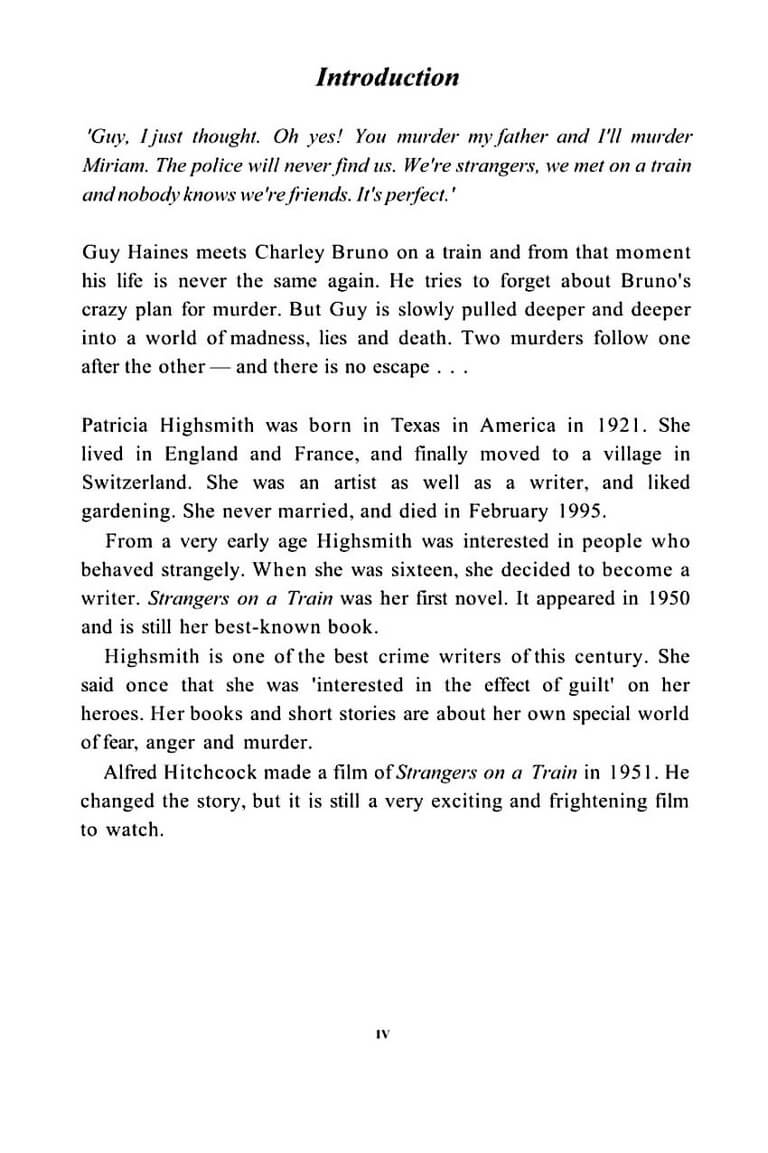 Introduction
'Guy, I just thought. Oh yes! You murder my father and I'll murder
Miriam. The police will never find us. We're strangers, we met on a train
and nobody knows we're friends. It's perfect.'
Guy Haines meets Charley Bruno on a train and from that moment
his life is never the same again. He tries to forget about Bruno's
crazy plan for murder. But Guy is slowly pulled deeper and deeper
into a world of madness, lies and death. Two murders follow one
after the other — and there is no escape . . .
Patricia Highsmith was born in Texas in America in 1921. She
lived in England and France, and finally moved to a village in
Switzerland. She was an artist as well as a writer, and liked
gardening. She never married, and died in February 1995.
From a very early age Highsmith was interested in people who
behaved strangely. When she was sixteen, she decided to become a
writer. Strangers on a Train was her first novel. It appeared in 1950
and is still her best-known book.
Highsmith is one of the best crime writers of this century. She
said once that she was 'interested in the effect of guilt' on her
heroes. Her books and short stories are about her own special world
of fear, anger and murder.
Alfred Hitchcock made a film of Strangers on a Train in 1951. He
changed the story, but it is still a very exciting and frightening film
to watch.
IV